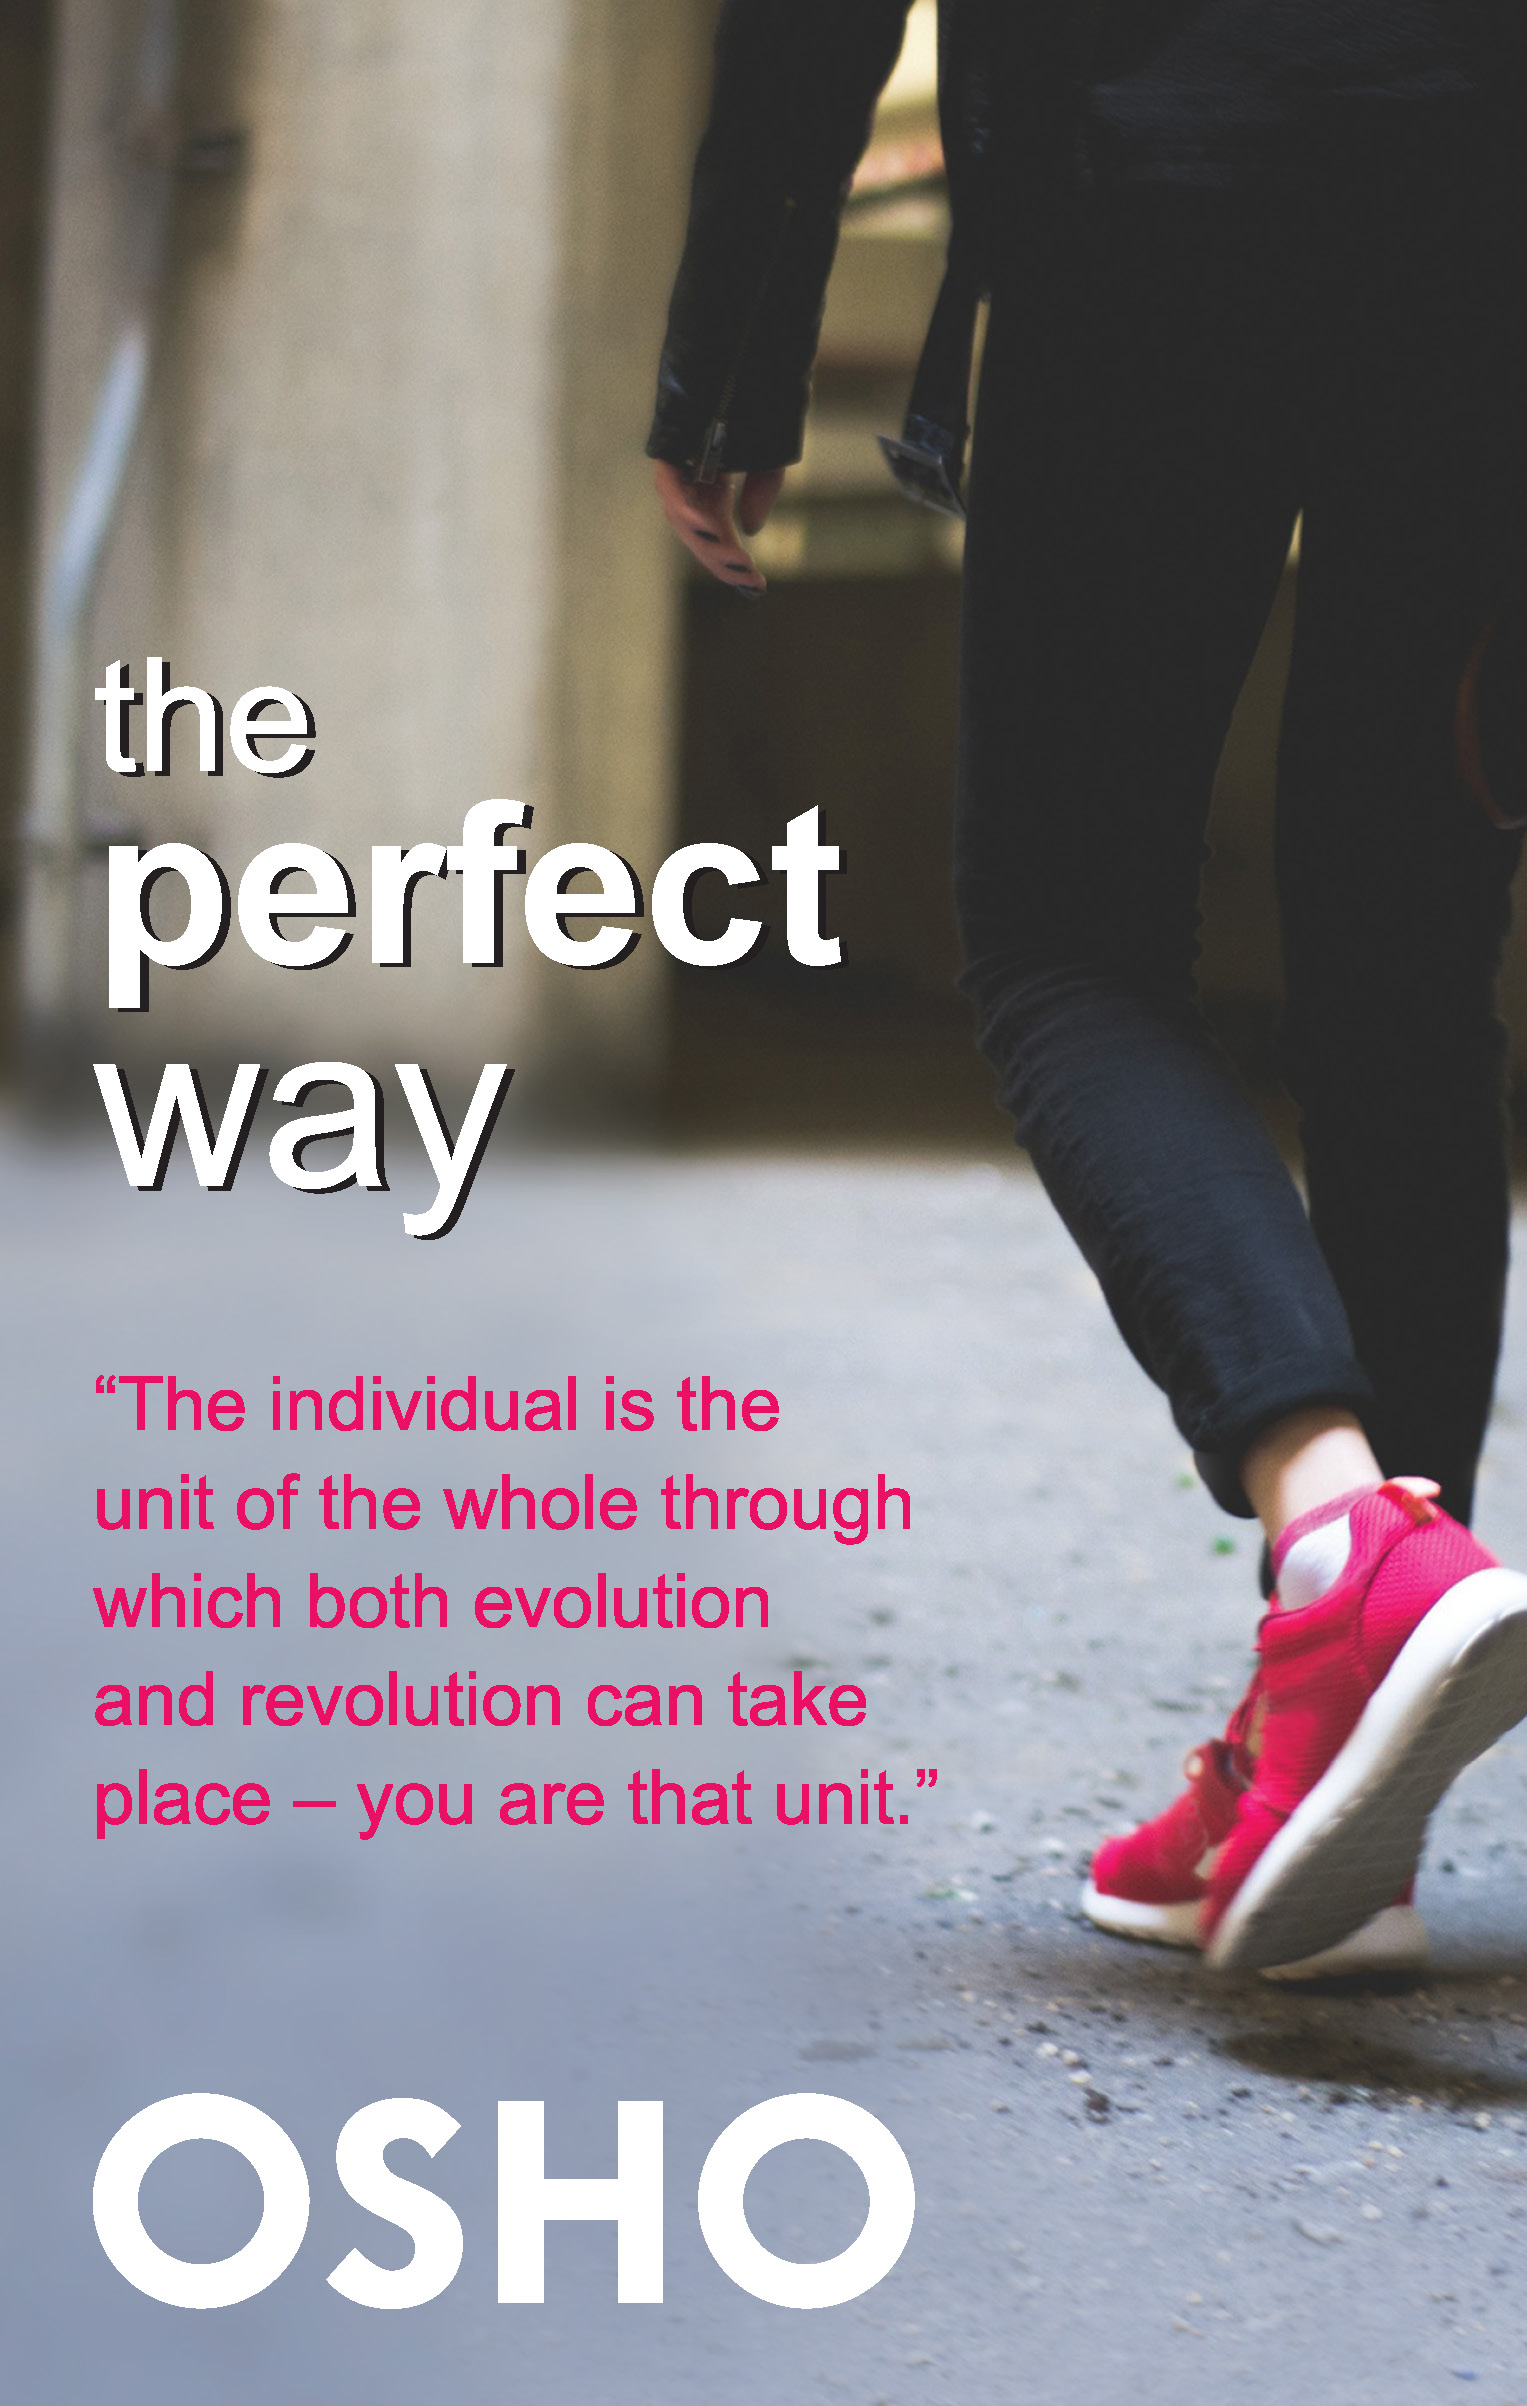 the
perfect
way
“The individual is the
unit of the whole through
which both evolution
and revolution can take
place – you are that unit.”
OSHO